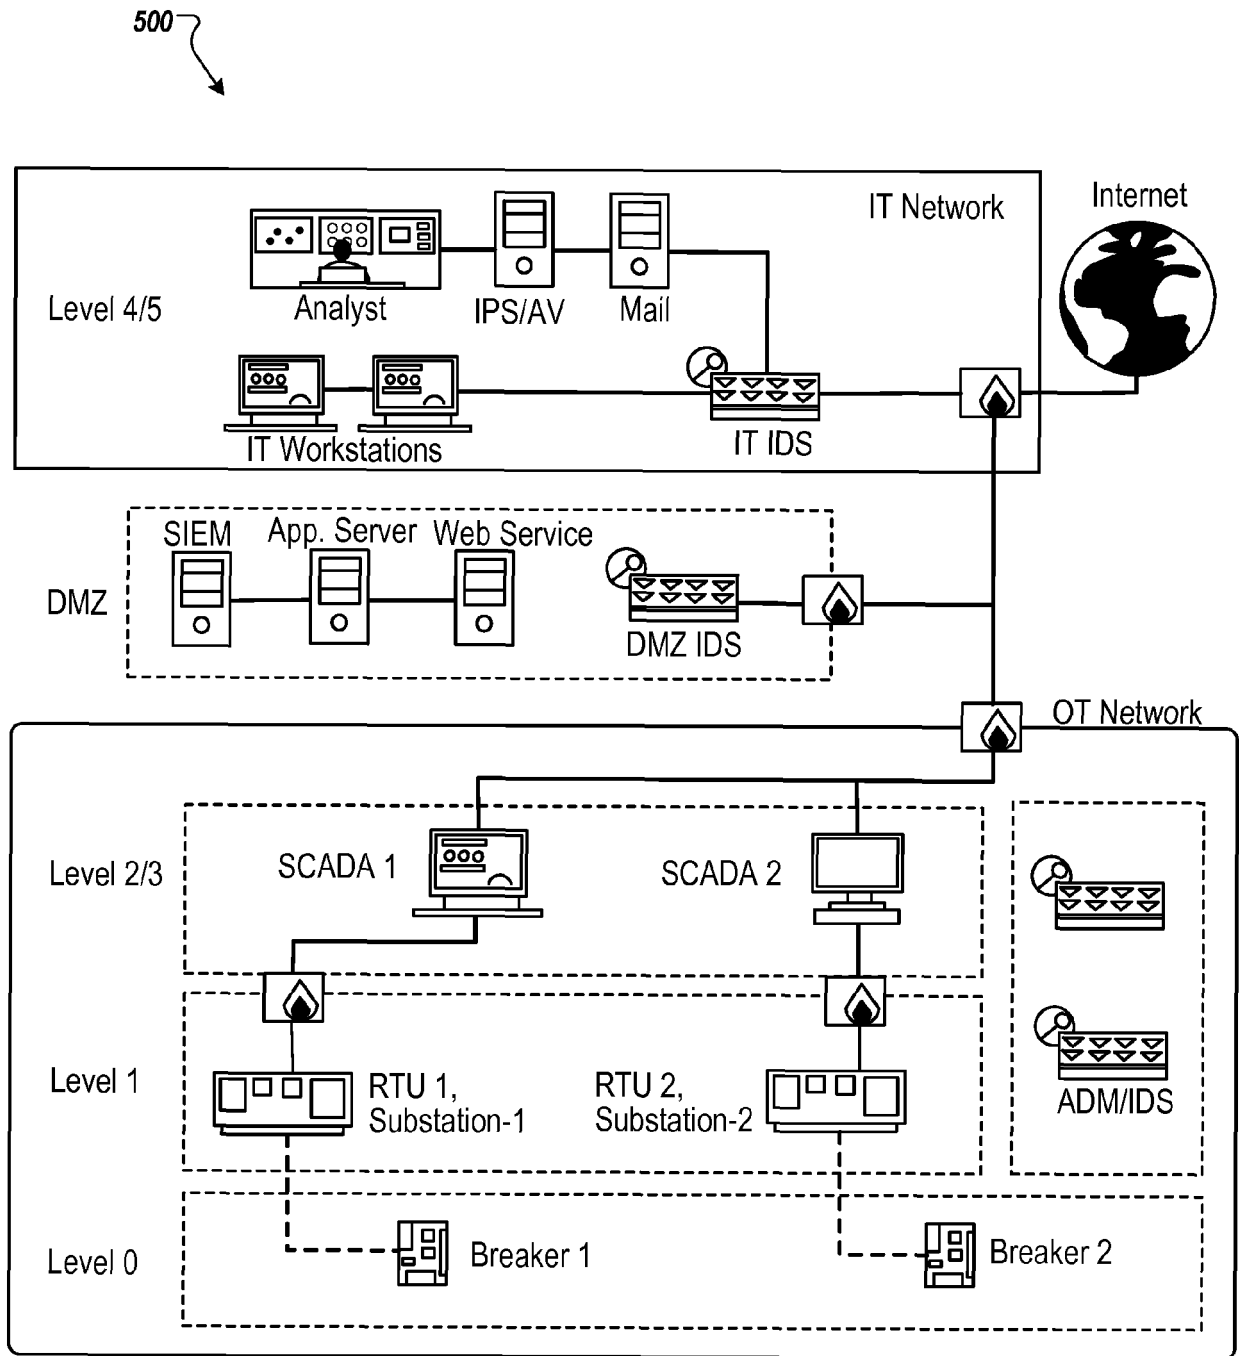 500
IT Network
Internet
Level 4/5
Analyst
IPS/AV
Mail
IT Workstations
IT IDS
SIEM
App. Server
Web Service
DMZ
DMZ IDS
OT Network
Level 2/3
SCADA 1
SCADA 2
Level 1
RTU 1,
Substation-1
RTU 2,
Substation-2
ADM/IDS
Level 0
Breaker 1
Breaker 2